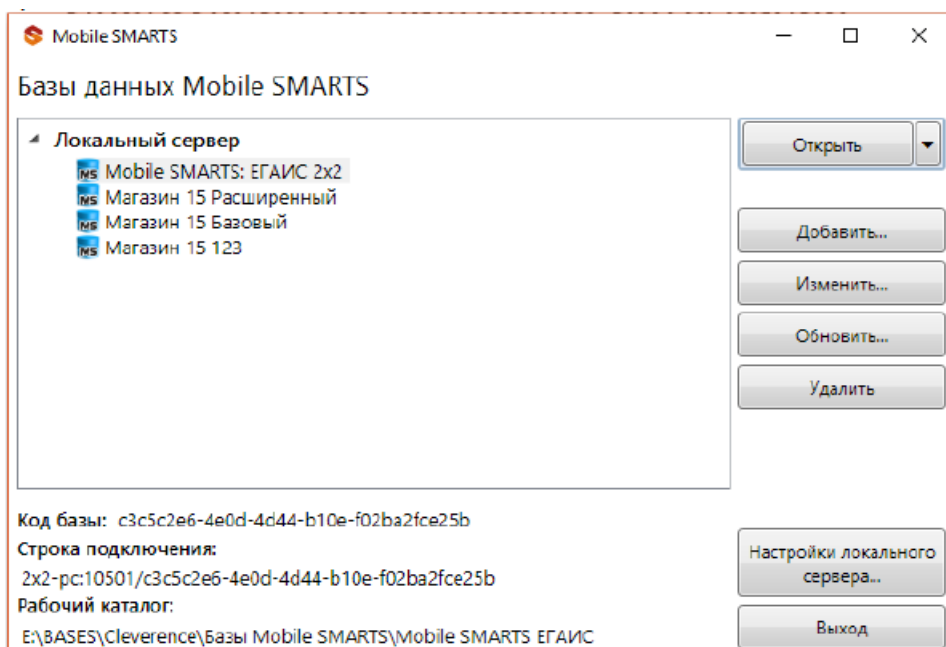 Mobile SMARTS
Базы данных Mobile SMARTS
Локальный сервер
Mobile SMARTS: ЕГАИС 2x2
Магазин 15 Расширенный
Магазин 15 Базовый
Магазин 15 123
Открыть
Добавить...
Изменить...
Обновить...
Удалить
Код базы: c3c5c2e6-4e0d-4d44-b10e-f02ba2fce25b
Строка подключения:
2x2-pc:10501/c3c5c2e6-4e0d-4d44-b10e-f02ba2fce25b
Рабочий каталог:
E:\BASES\Cleverence\Базы Mobile SMARTS\Mobile SMARTS ЕГАИС
Настройки локального
сервера...
Выход